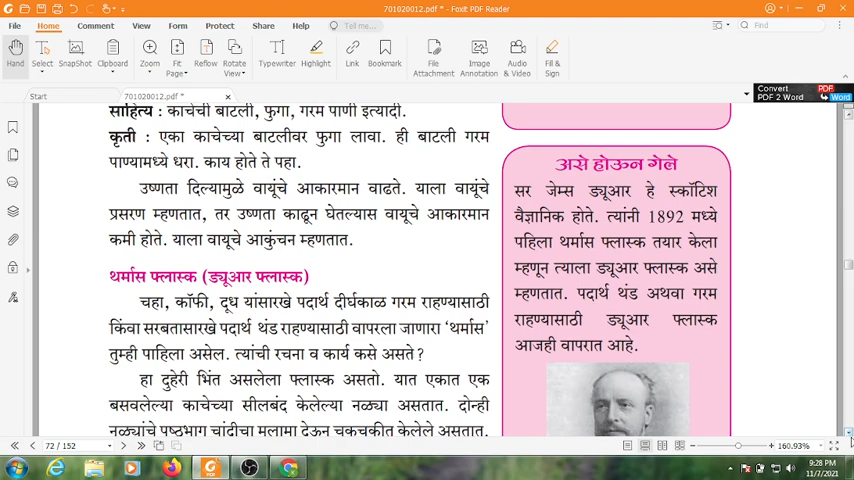 701020012.pdf * - Foxit PDF Reader
File Home Comment View Form Protect Share Help Tell me... Find
Hand Select SnapShot Clipboard Zoom Fit Page Reflow Rotate View Typewriter Highlight Link Bookmark File Attachment Image Annotation Audio & Video Fill & Sign
Start 701020012.pdf *
Convert PDF
PDF 2 Word Word
साहित्य : काचेची बाटली, फुगा, गरम पाणी इत्यादी.
कृती : एका काचेच्या बाटलीवर फुगा लावा. ही बाटली गरम
पाण्यामध्ये धरा. काय होते ते पहा.
उष्णता दिल्यामुळे वायूंचे आकारमान वाढते. याला वायूंचे
प्रसरण म्हणतात, तर उष्णता काढून घेतल्यास वायूचे आकारमान
कमी होते. याला वायूचे आकुंचन म्हणतात.
थर्मास फ्लास्क (ड्यूआर फ्लास्क)
चहा, कॉफी, दूध यांसारखे पदार्थ दीर्घकाळ गरम राहण्यासाठी
किंवा सरबतासारखे पदार्थ थंड राहण्यासाठी वापरला जाणारा ‘थर्मास’
तुम्ही पाहिला असेल. त्यांची रचना व कार्य कसे असते ?
हा दुहेरी भिंत असलेला फ्लास्क असतो. यात एकात एक
बसवलेल्या काचेच्या सीलबंद केलेल्या नळ्या असतात. दोन्ही
नळ्यांचे पृष्ठभाग चांदीचा मुलामा देऊन चकचकीत केलेले असतात.
असे होऊन गेले
सर जेम्स ड्यूआर हे स्कॉटिश
वैज्ञानिक होते. त्यांनी 1892 मध्ये
पहिला थर्मास फ्लास्क तयार केला
म्हणून त्याला ड्यूआर फ्लास्क असे
म्हणतात. पदार्थ थंड अथवा गरम
राहण्यासाठी ड्यूआर फ्लास्क
आजही वापरात आहे.
72 / 152
160.93%
9:28 PM
11/7/2021